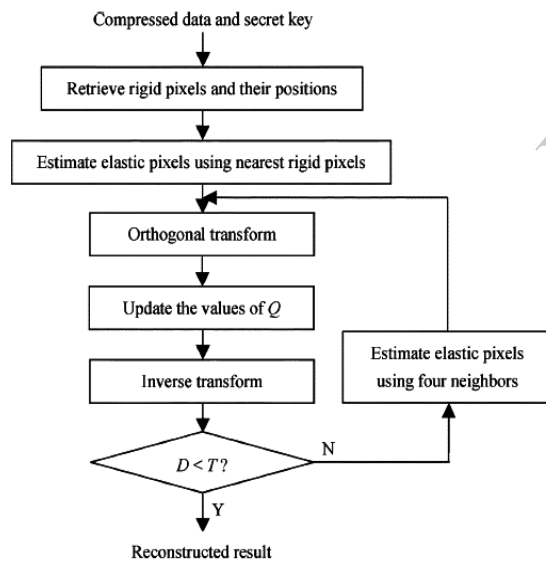 Compressed data and secret key
Retrieve rigid pixels and their positions
Estimate elastic pixels using nearest rigid pixels
Orthogonal transform
Update the values of Q
Inverse transform
Estimate elastic pixels
using four neighbors
D < T?
N
Y
Reconstructed result